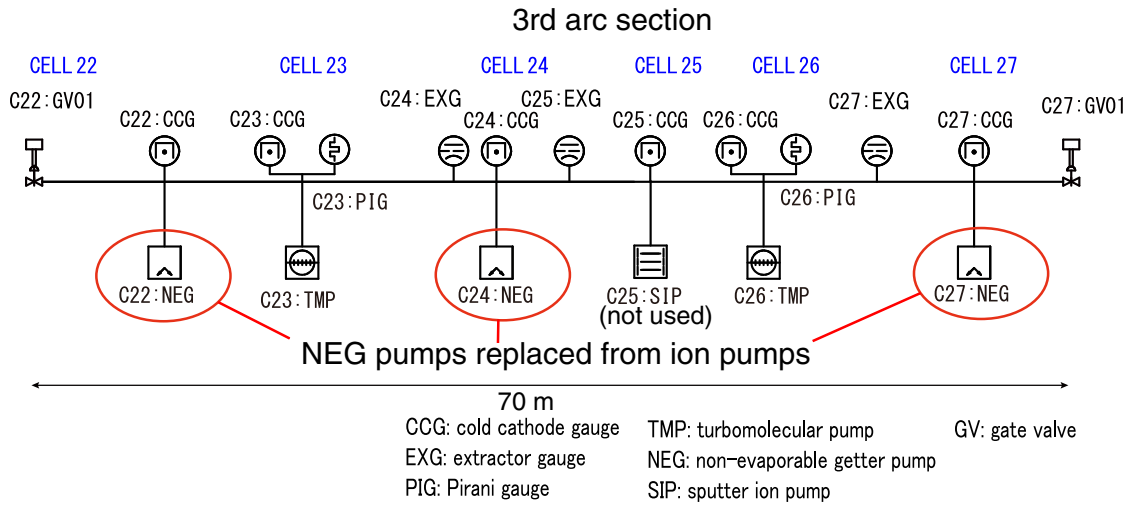 3rd arc section
CELL 22 CELL 23 CELL 24 CELL 25 CELL 26 CELL 27
C22:GV01 C24:EXG C25:EXG C27:EXG C27:GV01
C22:CCG C23:CCG C24:CCG C25:CCG C26:CCG C27:CCG
C23:PIG C26:PIG
C22:NEG C23:TMP C24:NEG C25:SIP C26:TMP C27:NEG
(not used)
NEG pumps replaced from ion pumps
70 m
CCG: cold cathode gauge TMP: turbomolecular pump GV: gate valve
EXG: extractor gauge NEG: non-evaporable getter pump
PIG: Pirani gauge SIP: sputter ion pump